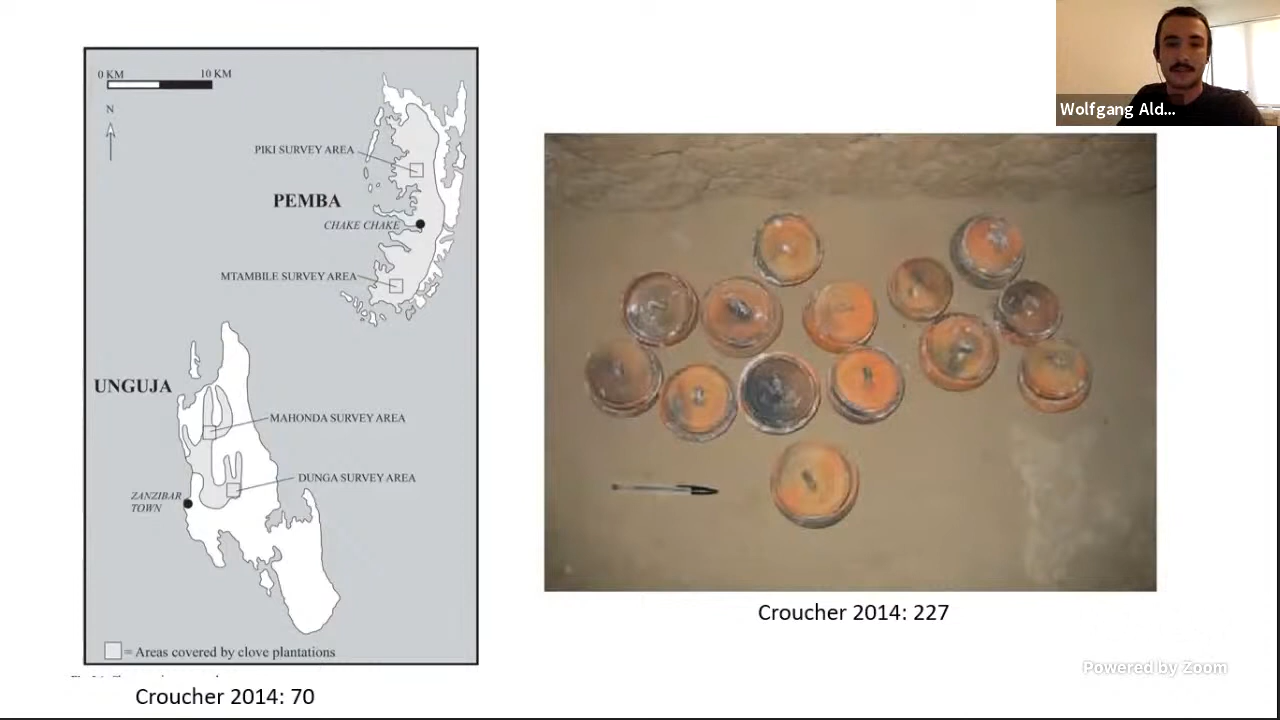 0 KM 10 KM
N
PIKI SURVEY AREA
PEMBA
CHAKE CHAKE
MTAMBILE SURVEY AREA
UNGUJA
MAHONDA SURVEY AREA
DUNGA SURVEY AREA
ZANZIBAR
TOWN
= Areas covered by clove plantations
Croucher 2014: 70
Croucher 2014: 227
Wolfgang Ald...
Powered by Zoom